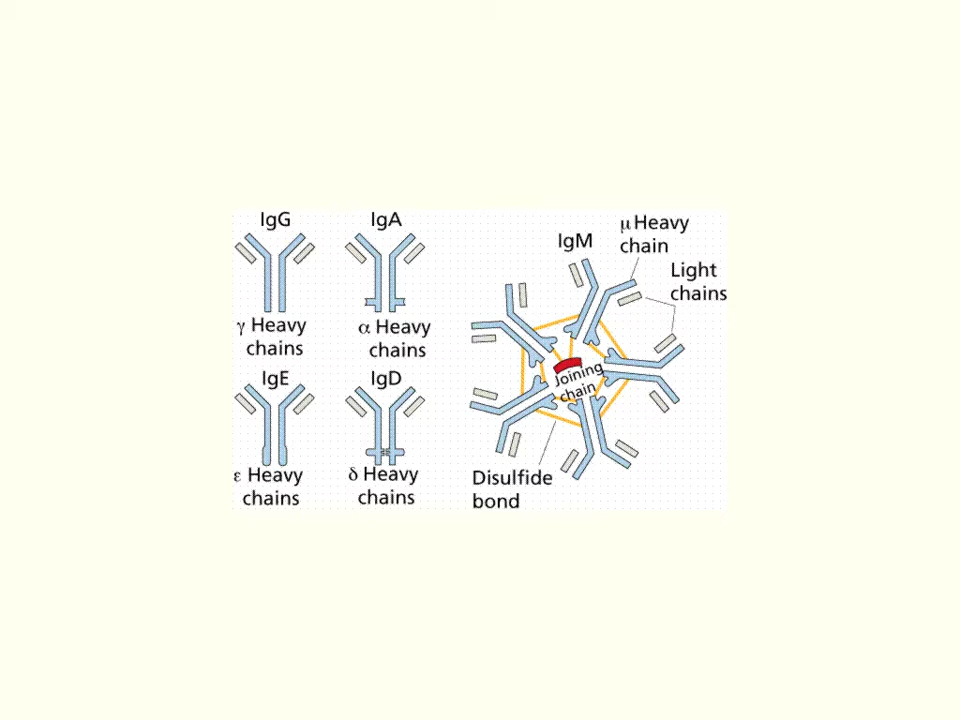 IgG
γ Heavy
chains
IgA
α Heavy
chains
IgE
ε Heavy
chains
IgD
δ Heavy
chains
IgM
μ Heavy
chain
Light
chains
Joining
chain
Disulfide
bond